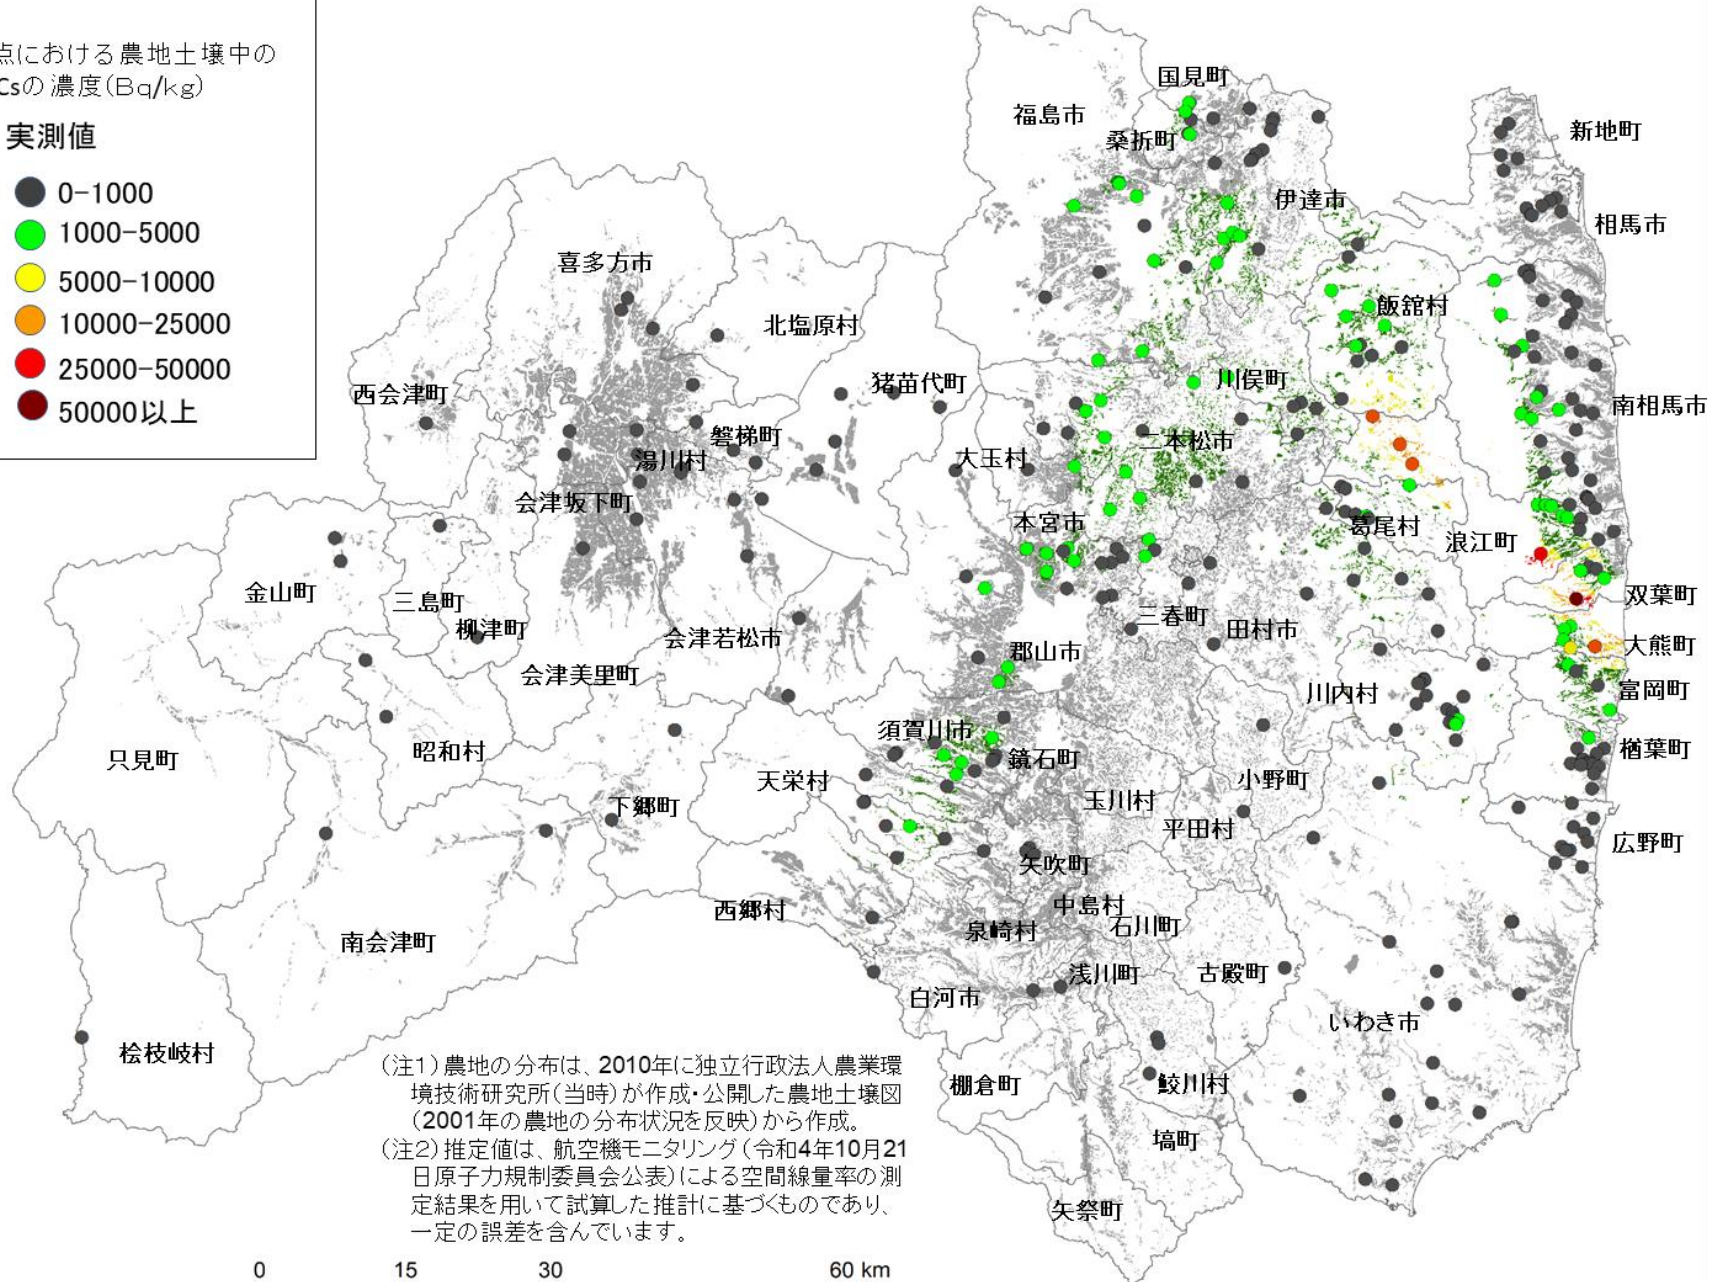 点における農地土壌中の
Csの濃度(Bq/kg)
実測値
0-1000
1000-5000
5000-10000
10000-25000
25000-50000
50000以上
国見町
福島市
桑折町
新地町
伊達市
相馬市
喜多方市
飯舘村
北塩原村
猪苗代町
川俣町
西会津町
南相馬市
磐梯町
二本松市
湯川村
大玉村
会津坂下町
本宮市
葛尾村
浪江町
金山町
三島町
双葉町
柳津町
三春町
田村市
会津若松市
大熊町
郡山市
会津美里町
川内村
富岡町
須賀川市
昭和村
只見町
鏡石町
楢葉町
天栄村
小野町
下郷町
玉川村
平田村
広野町
矢吹町
西郷村
中島村
石川町
泉崎村
南会津町
浅川町
古殿町
白河市
いわき市
桧枝岐村
棚倉町
鮫川村
塙町
矢祭町
(注1)農地の分布は、2010年に独立行政法人農業環
境技術研究所(当時)が作成・公開した農地土壌図
(2001年の農地の分布状況を反映)から作成。
(注2)推定値は、航空機モニタリング(令和4年10月21
日原子力規制委員会公表)による空間線量率の測
定結果を用いて試算した推計に基づくものであり、
一定の誤差を含んでいます。
0 15 30 60 km